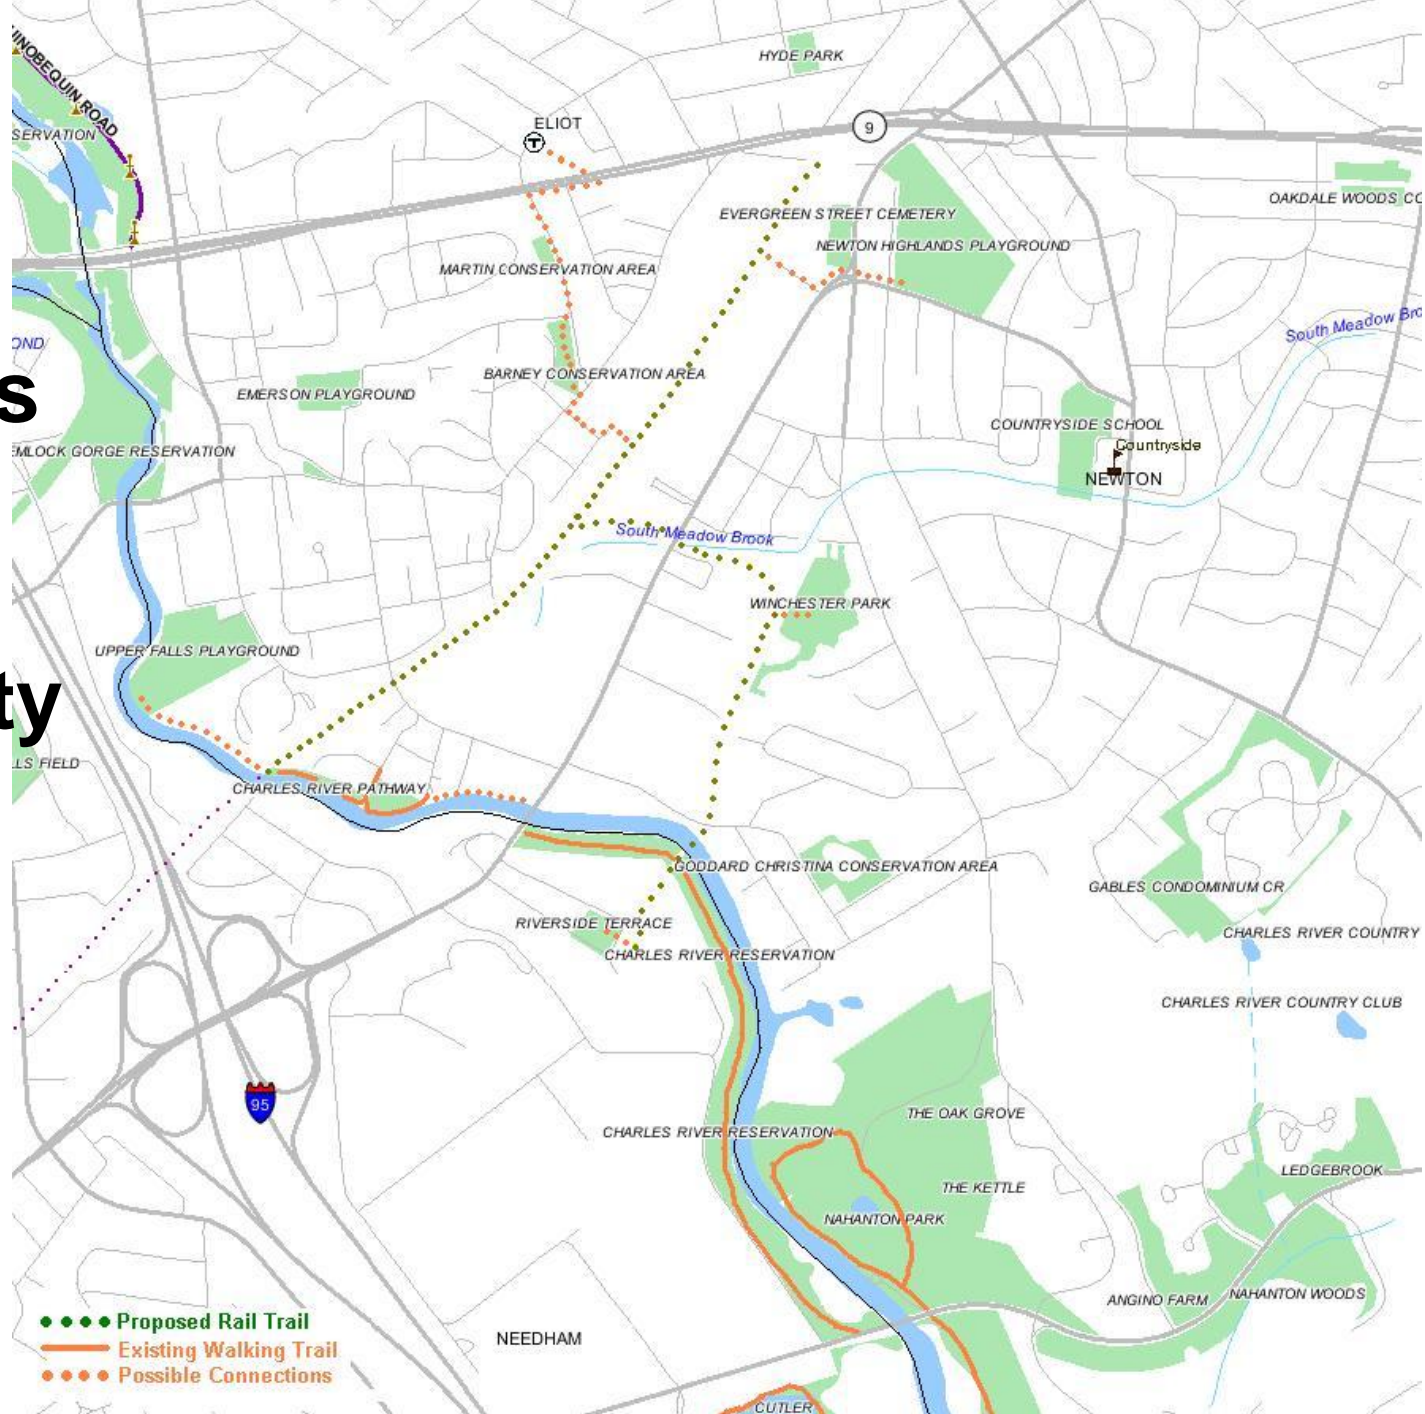 INOBEQUIN ROAD
HYDE PARK
SERVATION
ELIOT
T
9
OAKDALE WOODS CO
EVERGREEN STREET CEMETERY
NEWTON HIGHLANDS PLAYGROUND
MARTIN CONSERVATION AREA
South Meadow Bro
OND
BARNEY CONSERVATION AREA
s
EMERSON PLAYGROUND
COUNTRYSIDE SCHOOL
Countryside
EMLOCK GORGE RESERVATION
NEWTON
South Meadow Brook
WINCHESTER PARK
UPPER FALLS PLAYGROUND
ty
LLS FIELD
CHARLES RIVER PATHWAY
GODDARD CHRISTINA CONSERVATION AREA
GABLES CONDOMINIUM CR
RIVERSIDE TERRACE
CHARLES RIVER COUNTRY
CHARLES RIVER RESERVATION
CHARLES RIVER COUNTRY CLUB
95
THE OAK GROVE
CHARLES RIVER RESERVATION
LEDGEBROOK
THE KETTLE
NAHANTON PARK
NAHANTON WOODS
ANGINO FARM
Proposed Rail Trail
NEEDHAM
Existing Walking Trail
Possible Connections
CUTLER